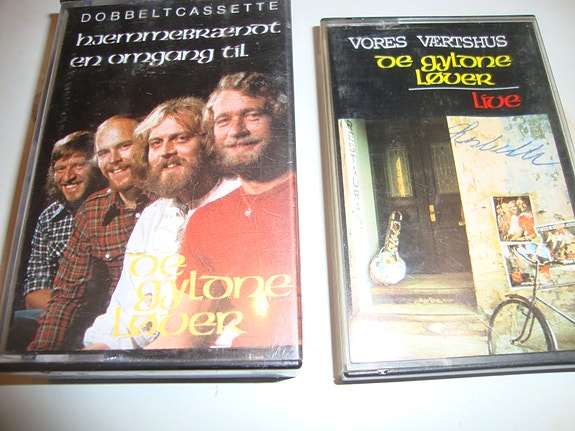 DOBBELTCASSETTE
hjemmebrændt
en omgang til
De
gyldne
Løver
VORES VÆRTSHUS
De gyldne
Løver
Live